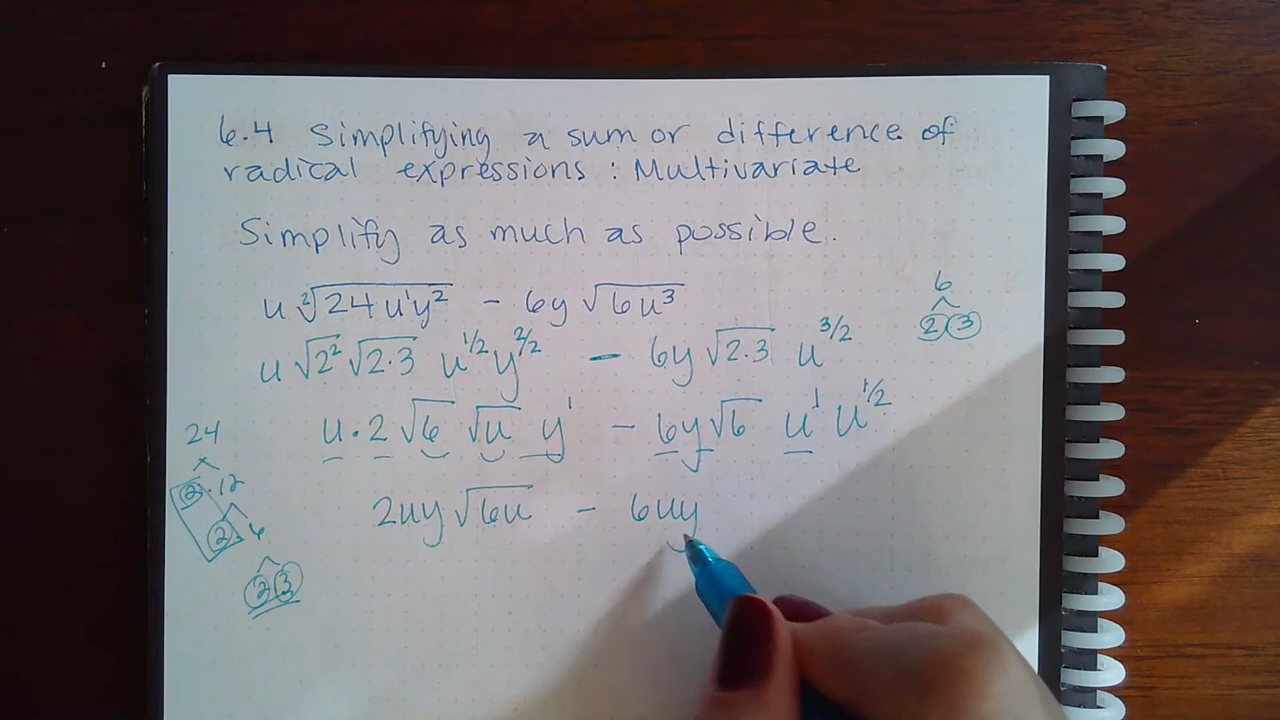 6.4 Simplifying a sum or difference of
radical expressions : Multivariate
Simplify as much as possible.
u ²√(24u¹y²) - 6y √(6u³)
6
2 3
u √2² √2·3 u^1/2 y^2/2 - 6y √2·3 u^3/2
u · 2 √6 √u y¹ - 6y √6 u¹ u^1/2
24
2 · 12
2 6
2 3
2uy √6u - 6uy